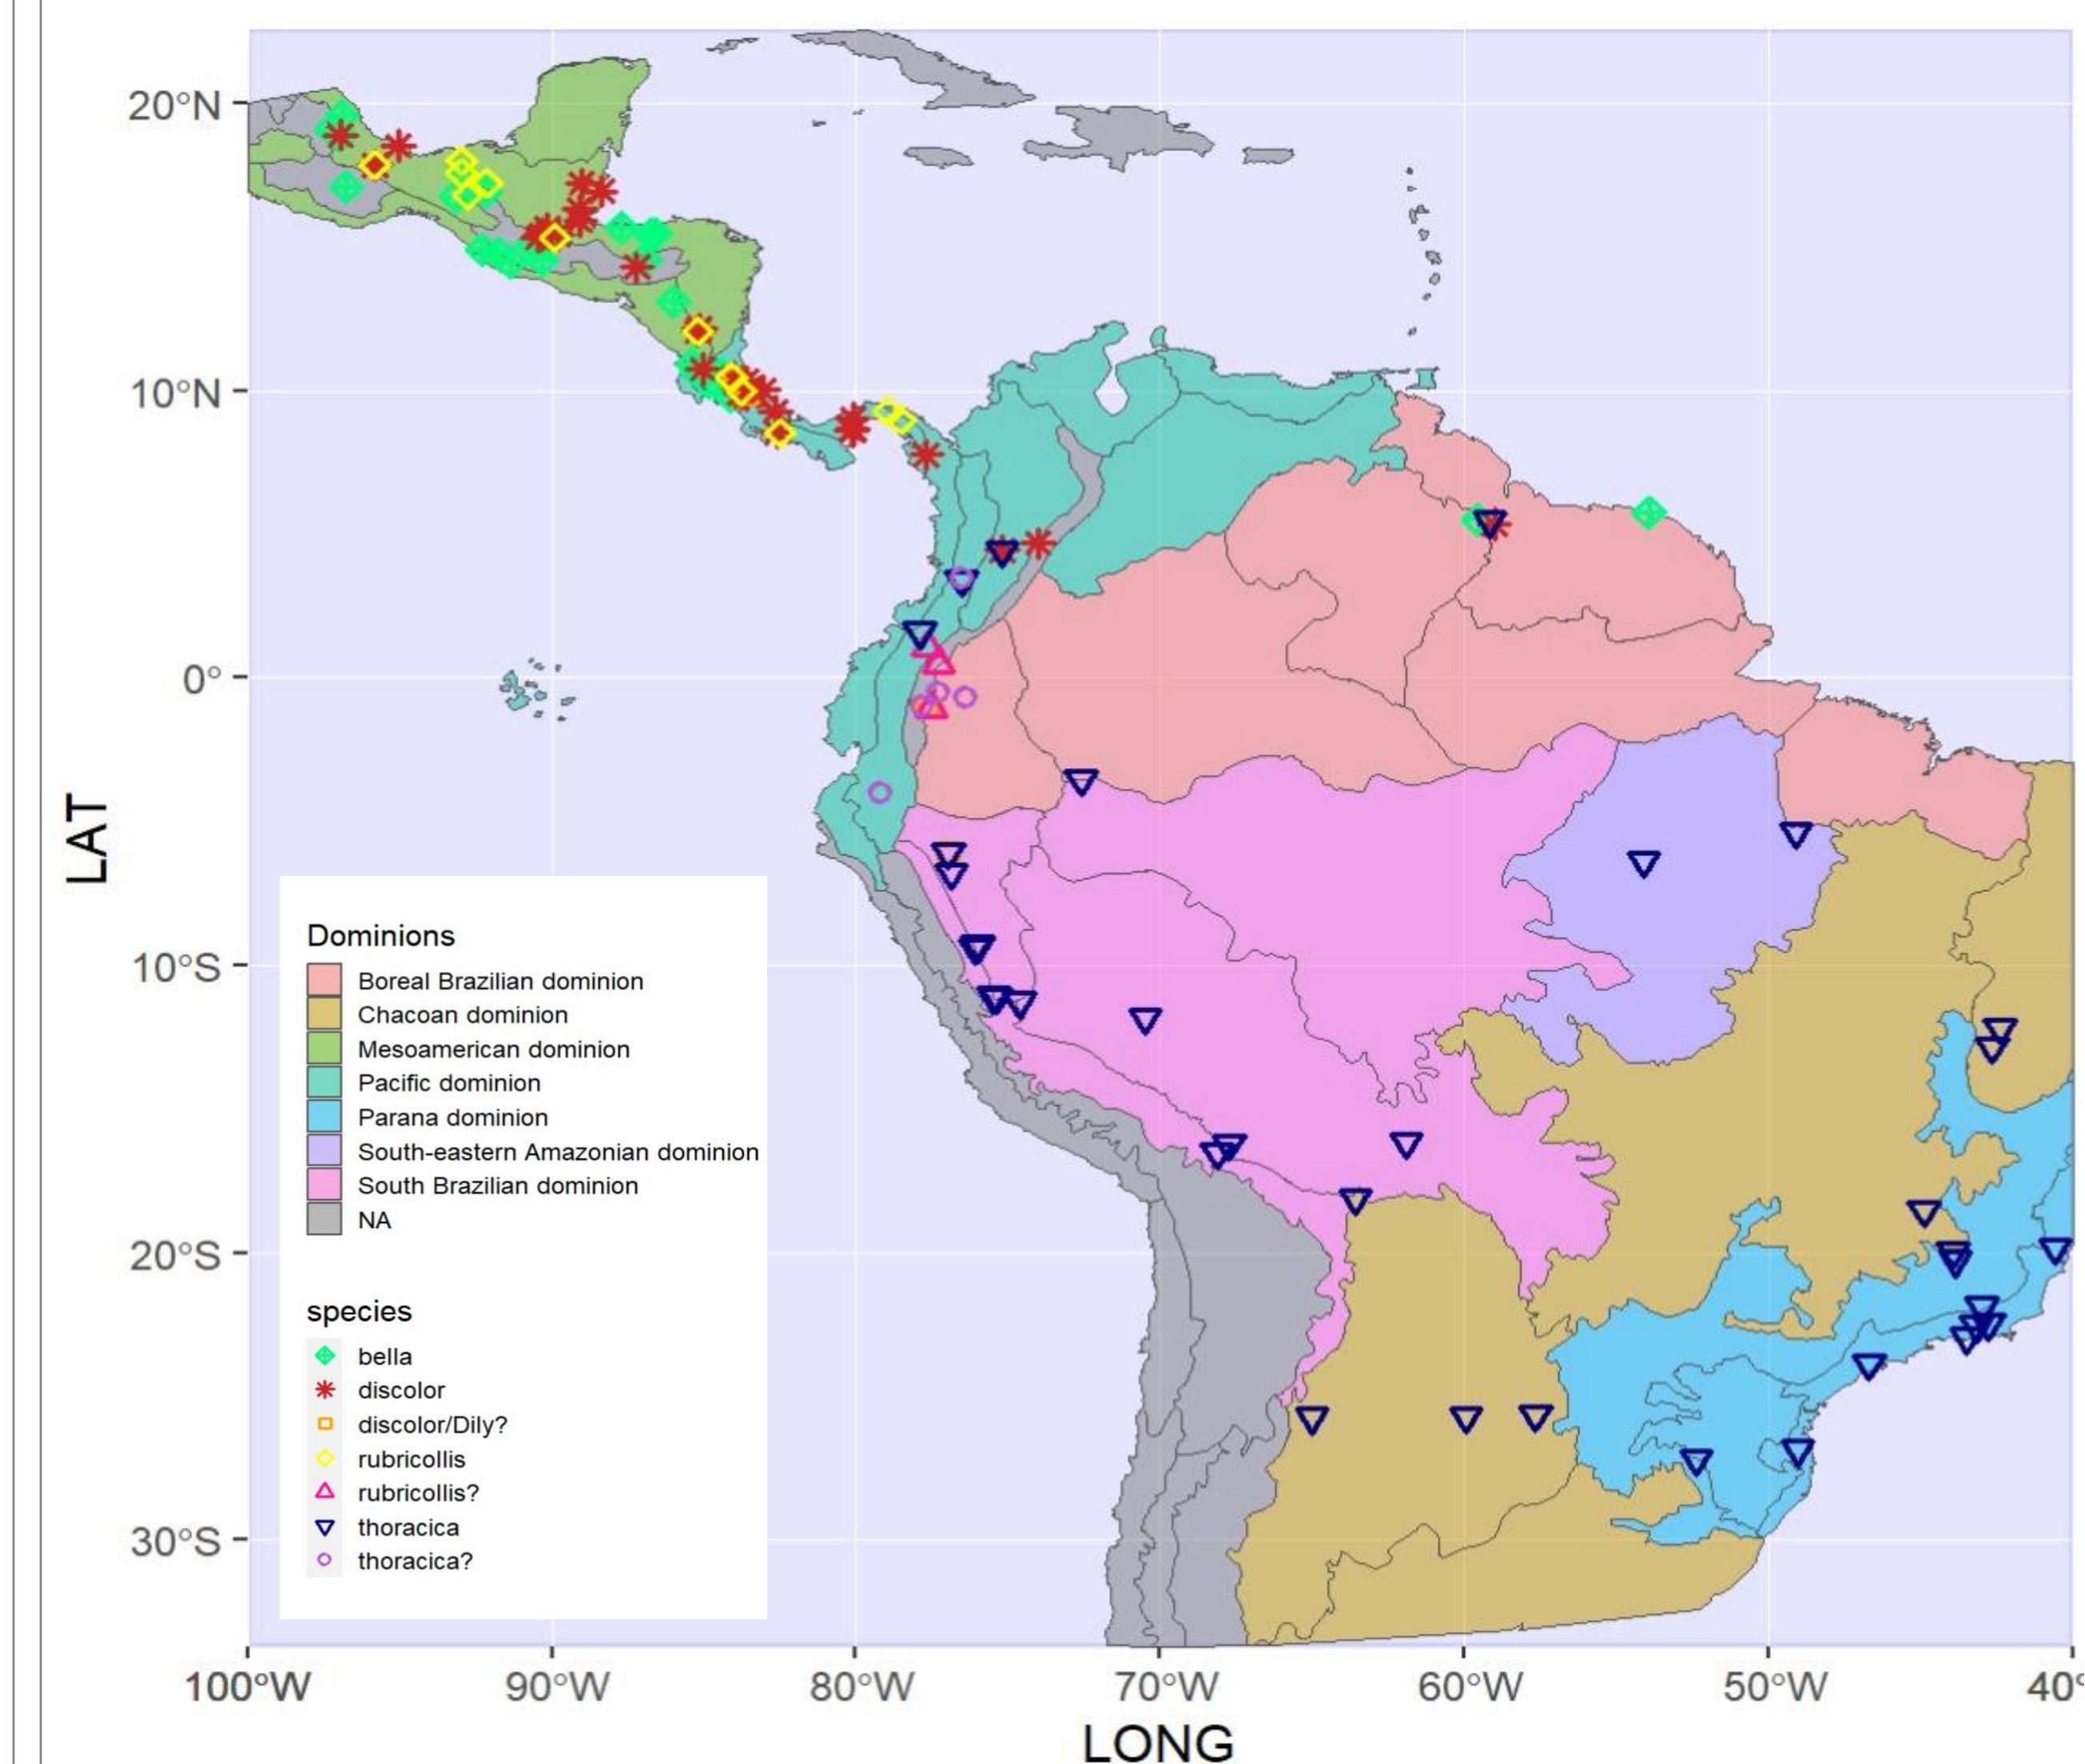 LAT
20°N
10°N
0°
10°S
20°S
30°S
Dominions
Boreal Brazilian dominion
Chacoan dominion
Mesoamerican dominion
Pacific dominion
Parana dominion
South-eastern Amazonian dominion
South Brazilian dominion
NA
species
bella
discolor
discolor/Dily?
rubricollis
rubricollis?
thoracica
thoracica?
100°W 90°W 80°W 70°W 60°W 50°W 40°
LONG